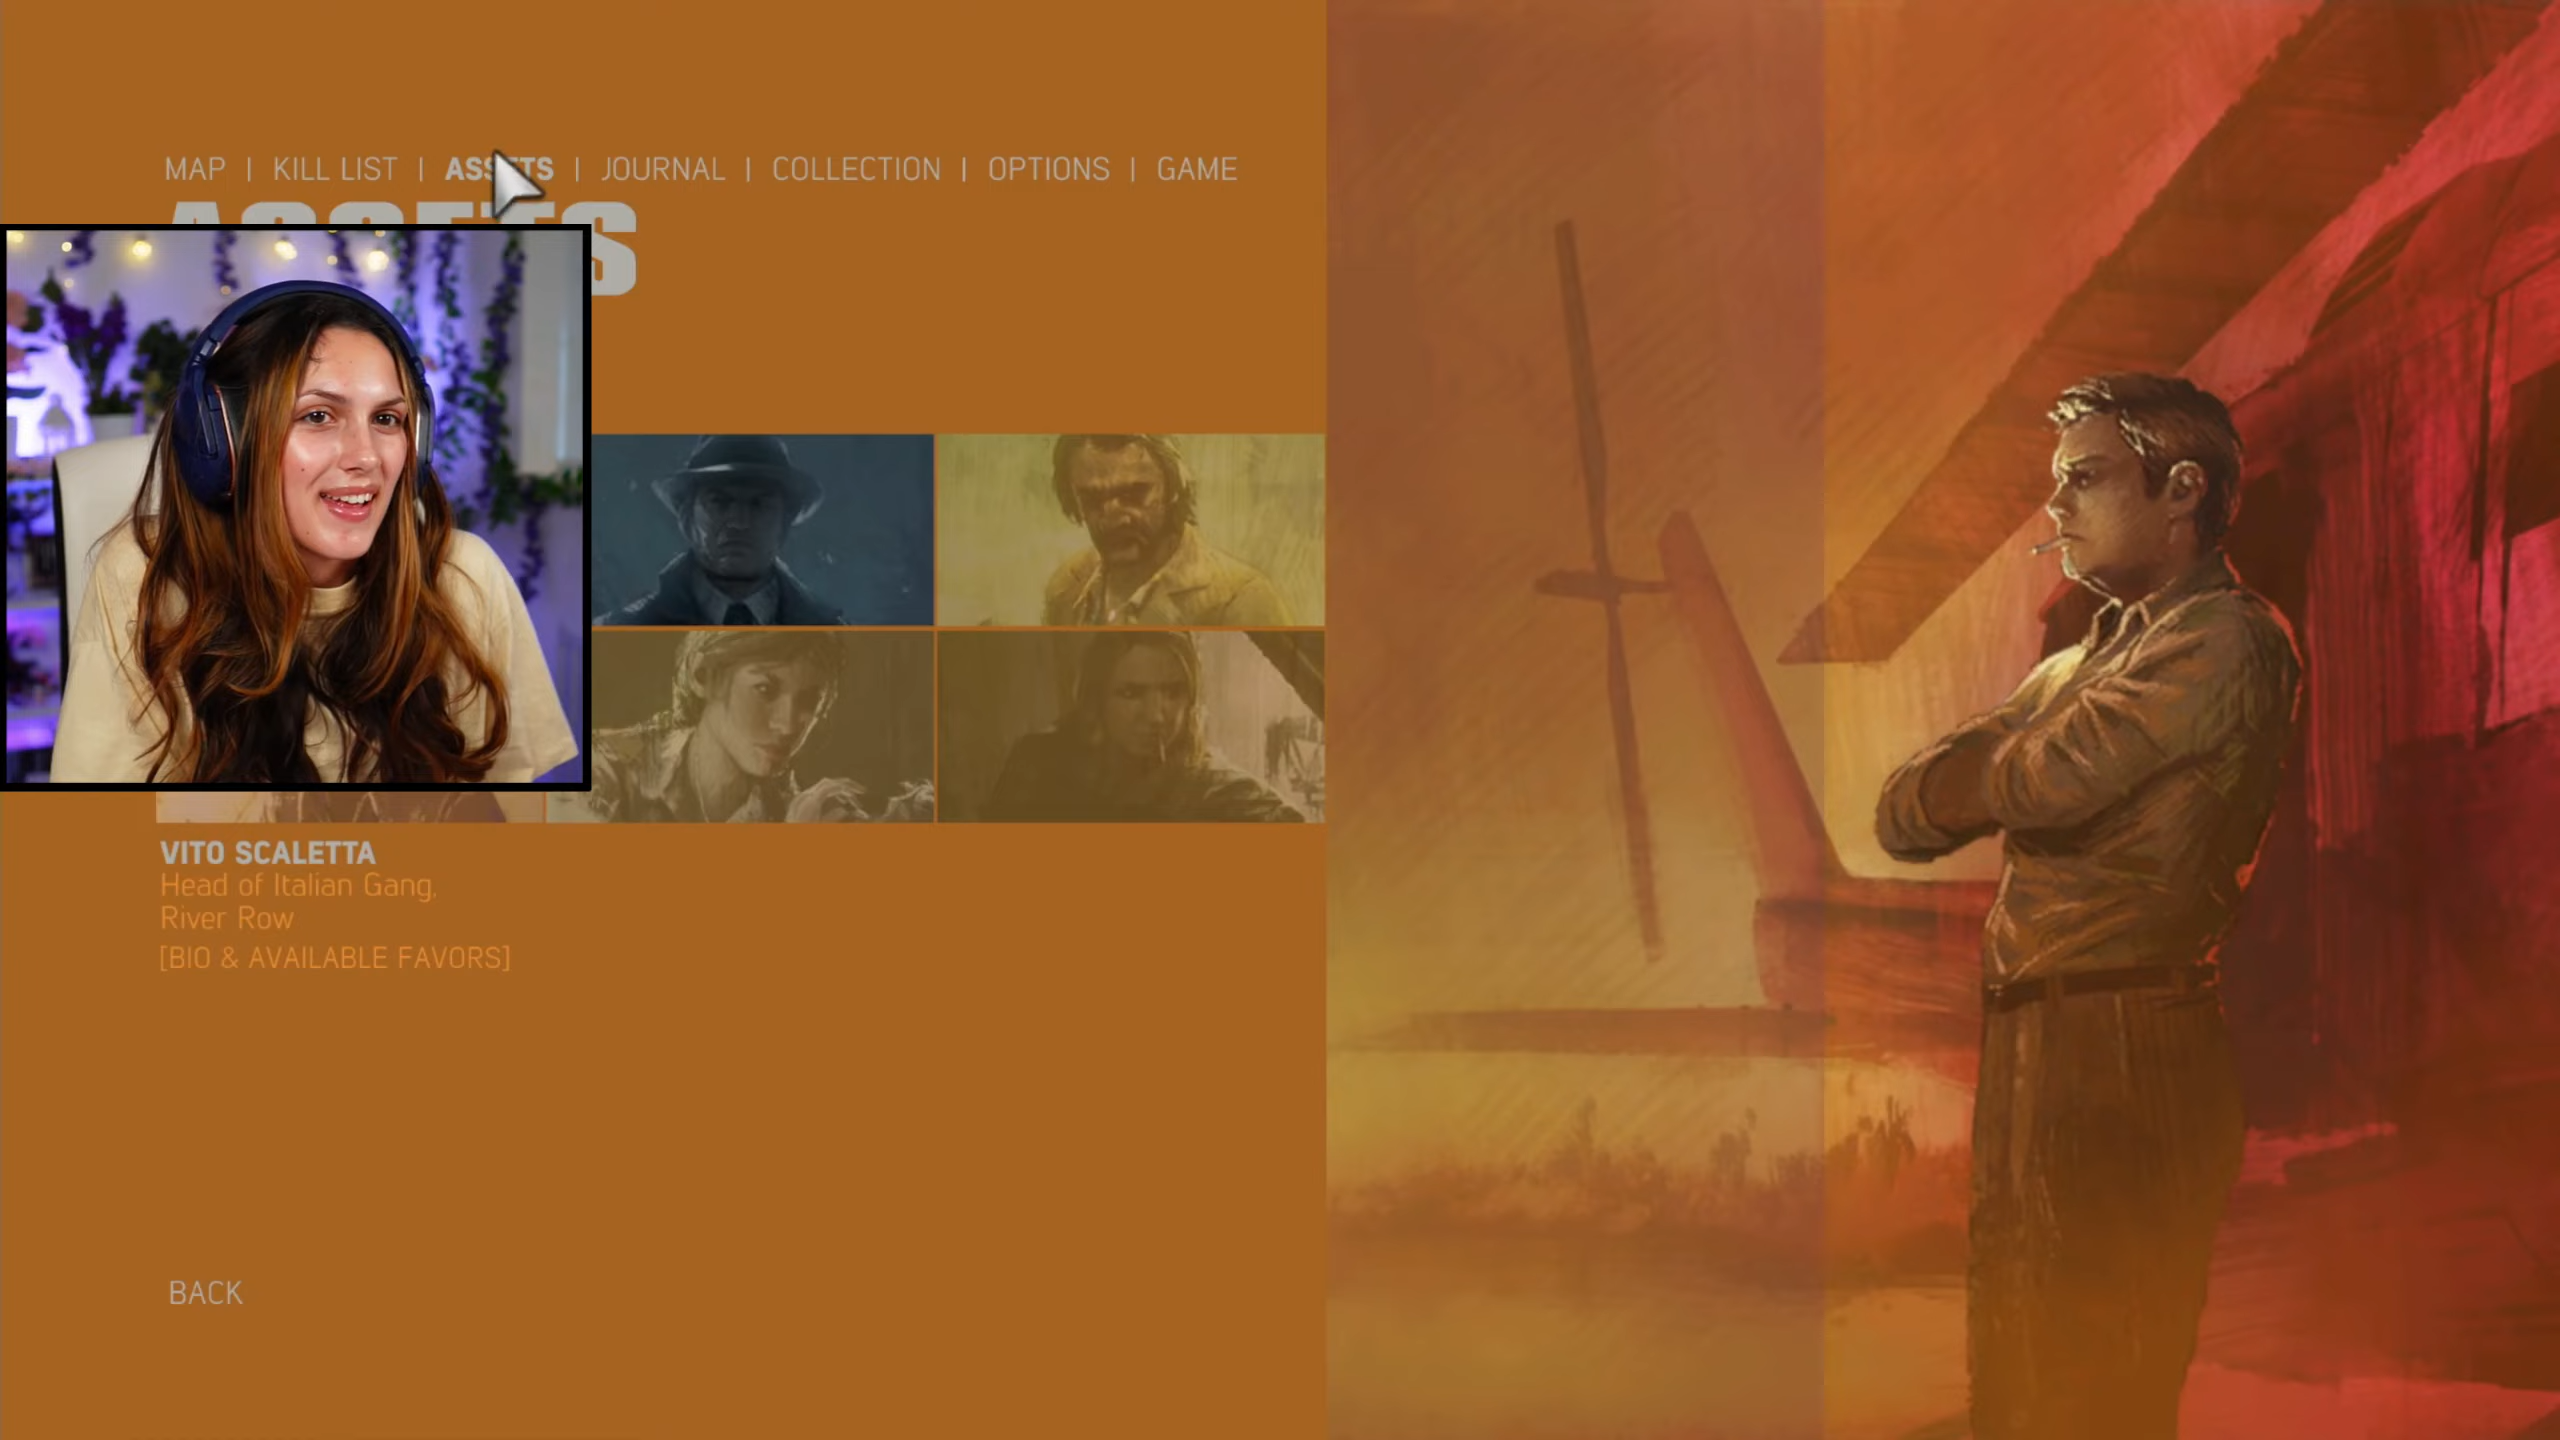 MAP | KILL LIST | ASSETS | JOURNAL | COLLECTION | OPTIONS | GAME
ASSETS
VITO SCALETTA
Head of Italian Gang,
River Row
[BIO & AVAILABLE FAVORS]
BACK